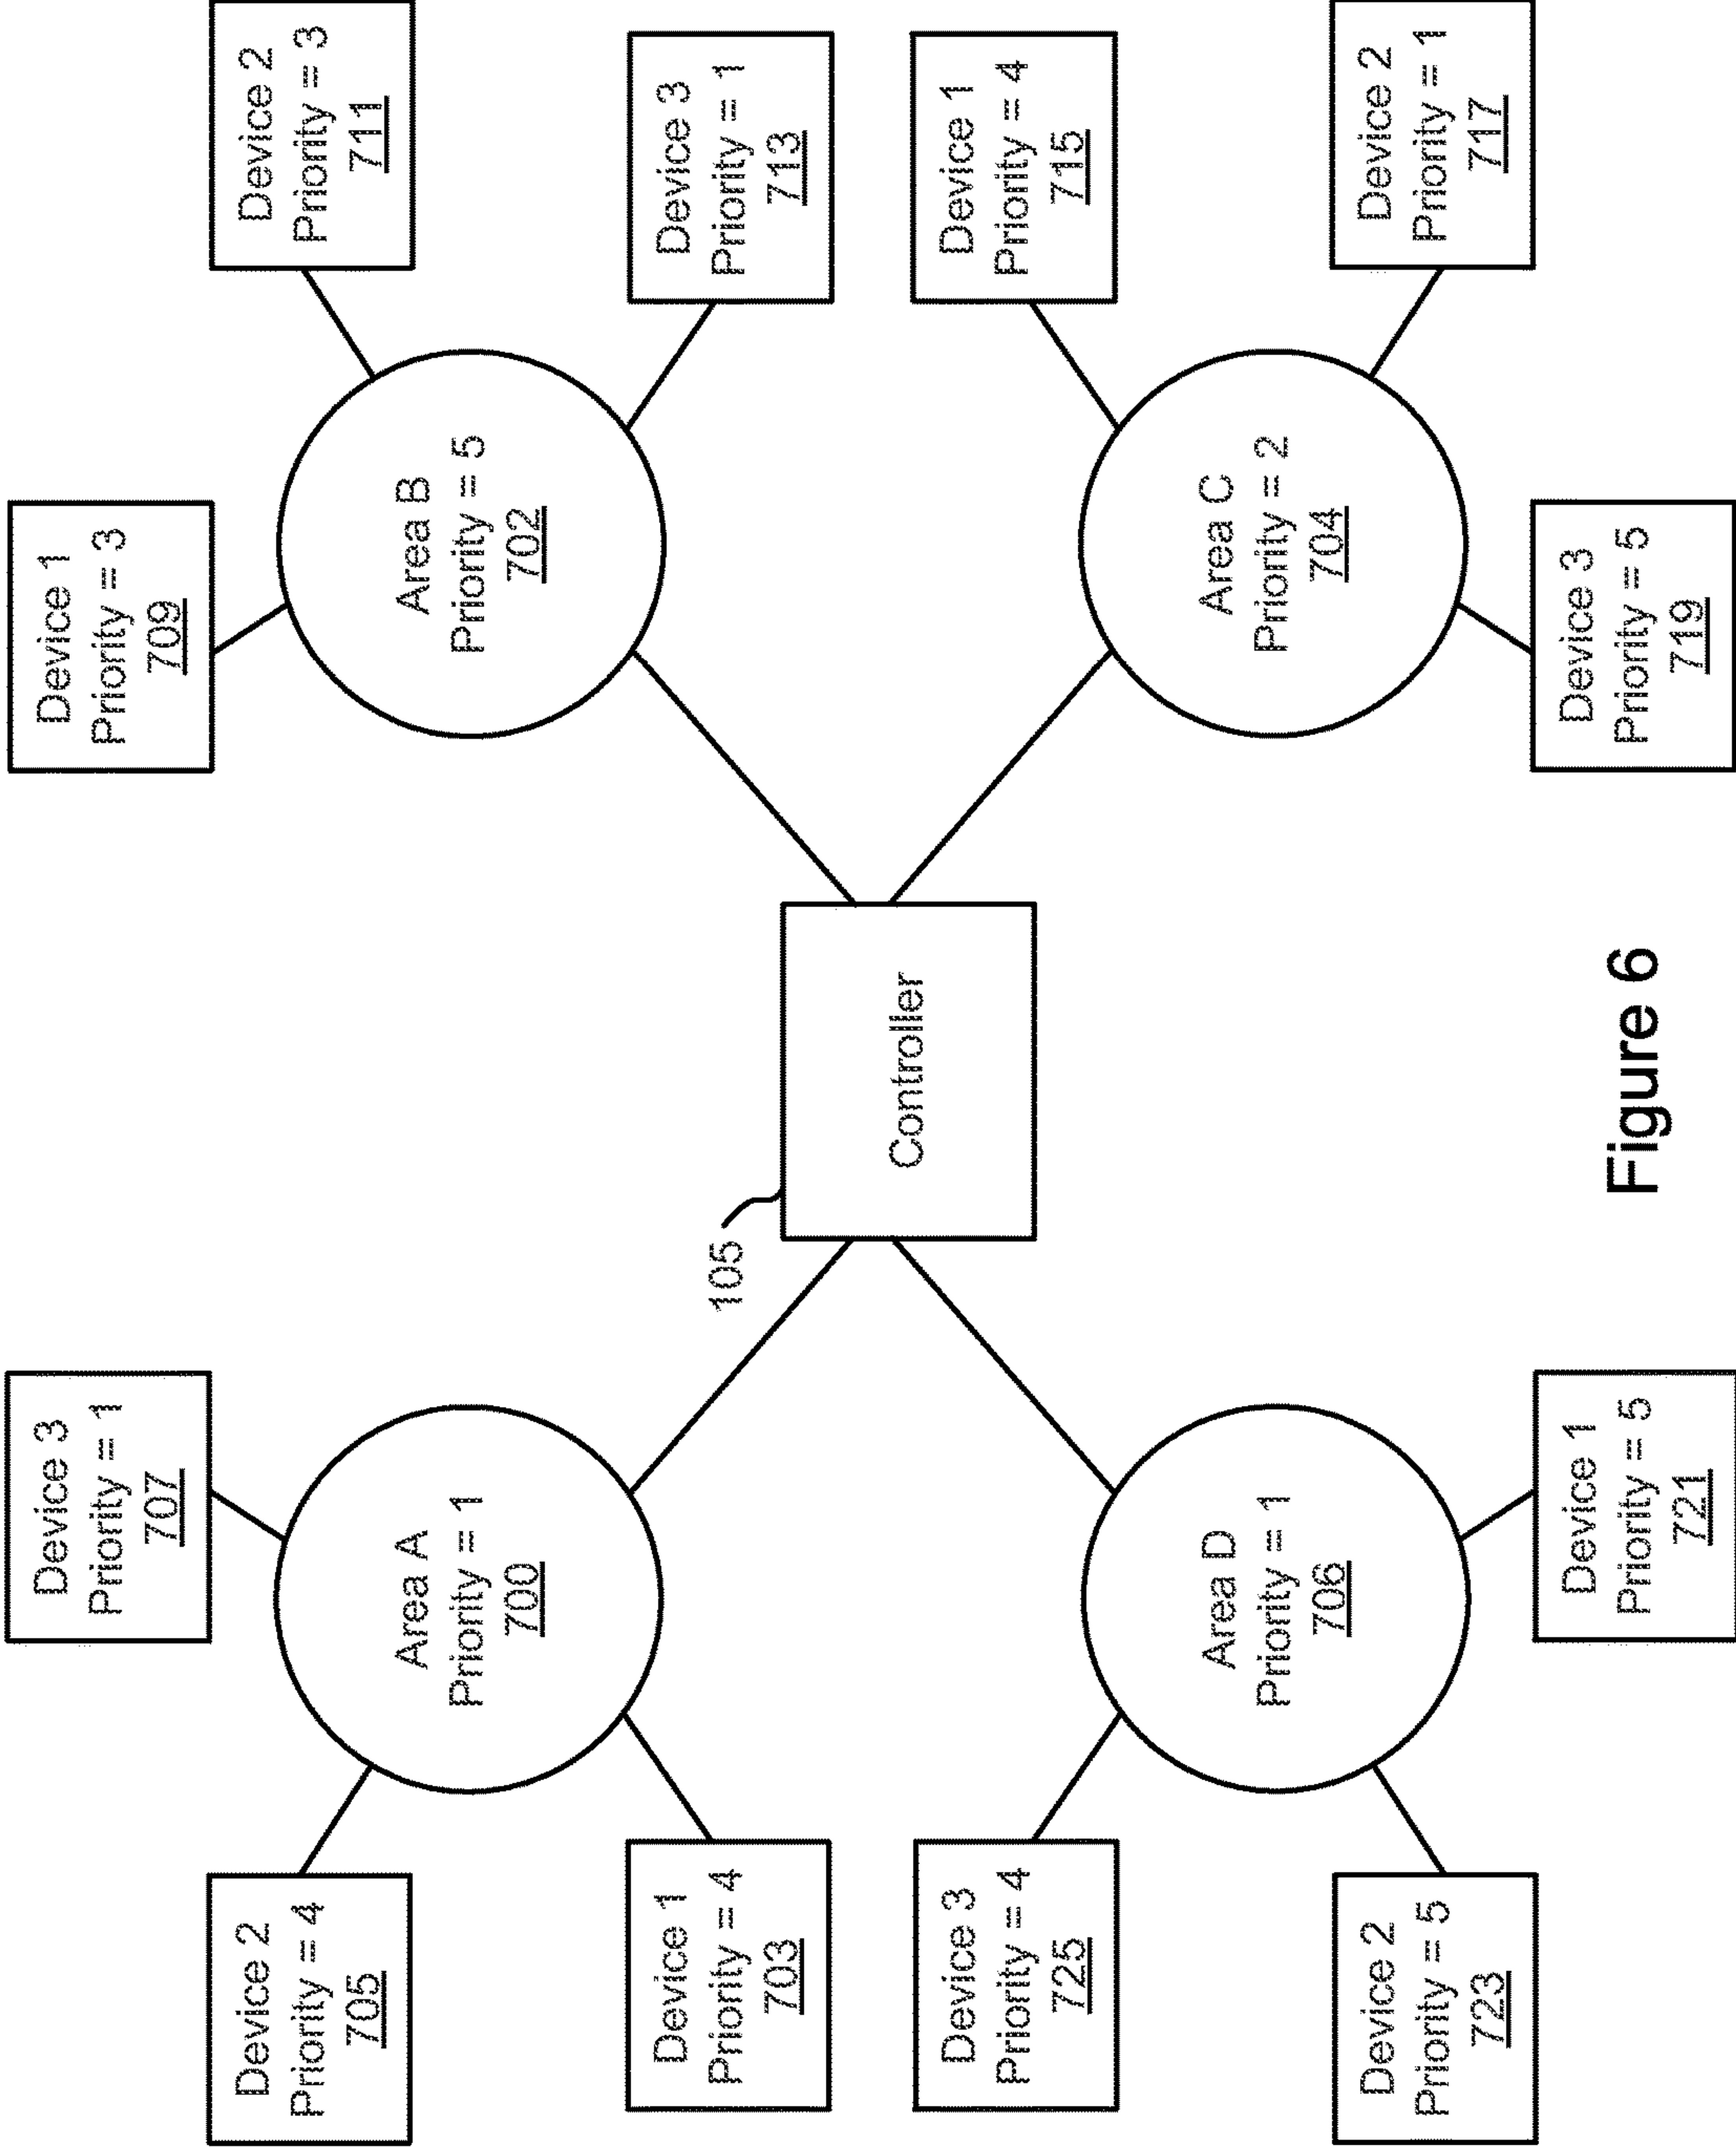 Device 2
Priority = 4
705
Device 3
Priority = 1
707
Device 1
Priority = 3
709
Device 2
Priority = 3
711
Area A
Priority = 1
700
Area B
Priority = 5
702
Device 1
Priority = 4
703
Device 3
Priority = 1
713
105
Controller
Device 3
Priority = 4
725
Device 1
Priority = 4
715
Area D
Priority = 1
706
Area C
Priority = 2
704
Device 2
Priority = 5
723
Device 1
Priority = 5
721
Device 3
Priority = 5
719
Device 2
Priority = 1
717
Figure 6